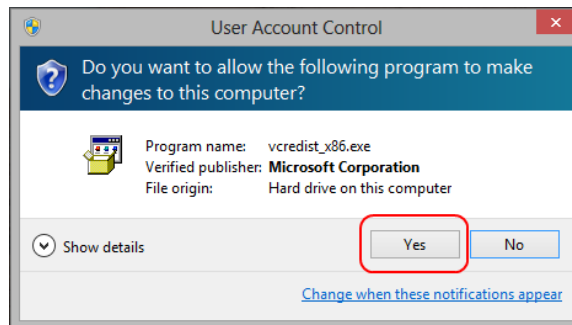 User Account Control
Do you want to allow the following program to make
changes to this computer?
Program name: vcredist_x86.exe
Verified publisher: Microsoft Corporation
File origin: Hard drive on this computer
Show details
Yes
No
Change when these notifications appear